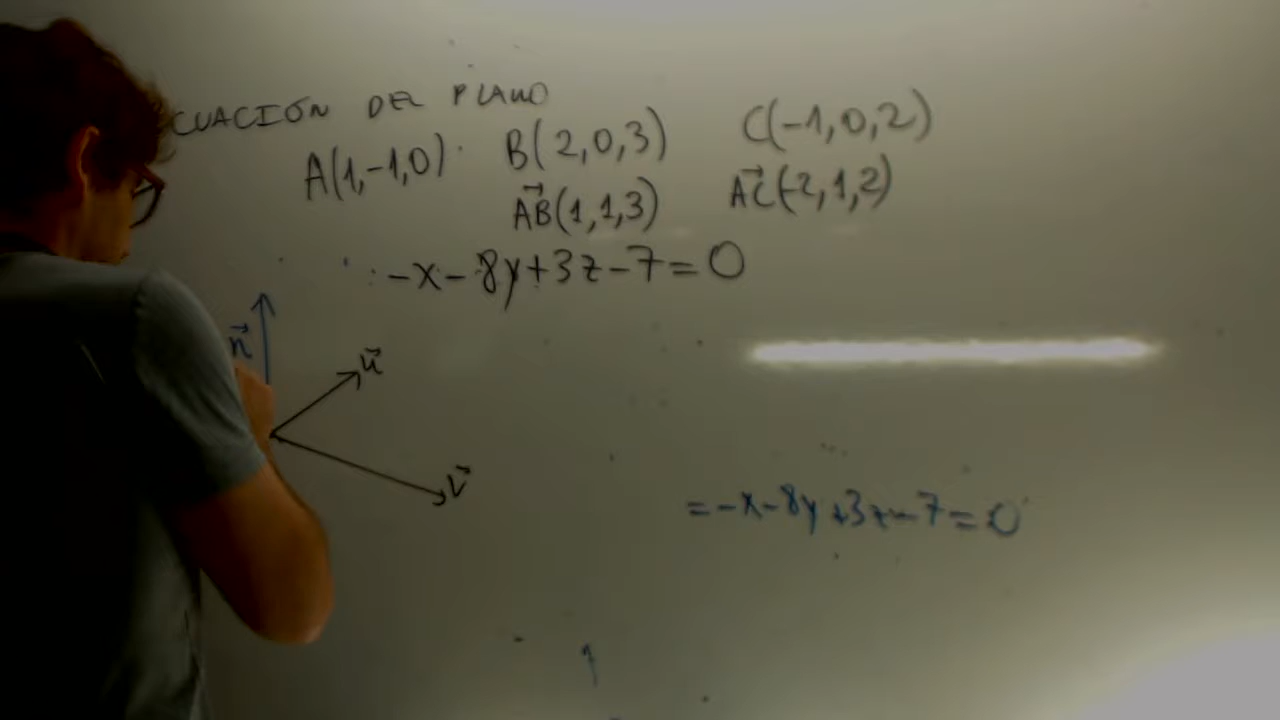 CUACIÓN DEL PLANO
A(1,-1,0) B(2,0,3) C(-1,0,2)
AB⃗(1,1,3) AC⃗(-2,1,2)
-x-8y+3z-7=0
n⃗
u⃗
v⃗
=-x-8y+3z-7=0